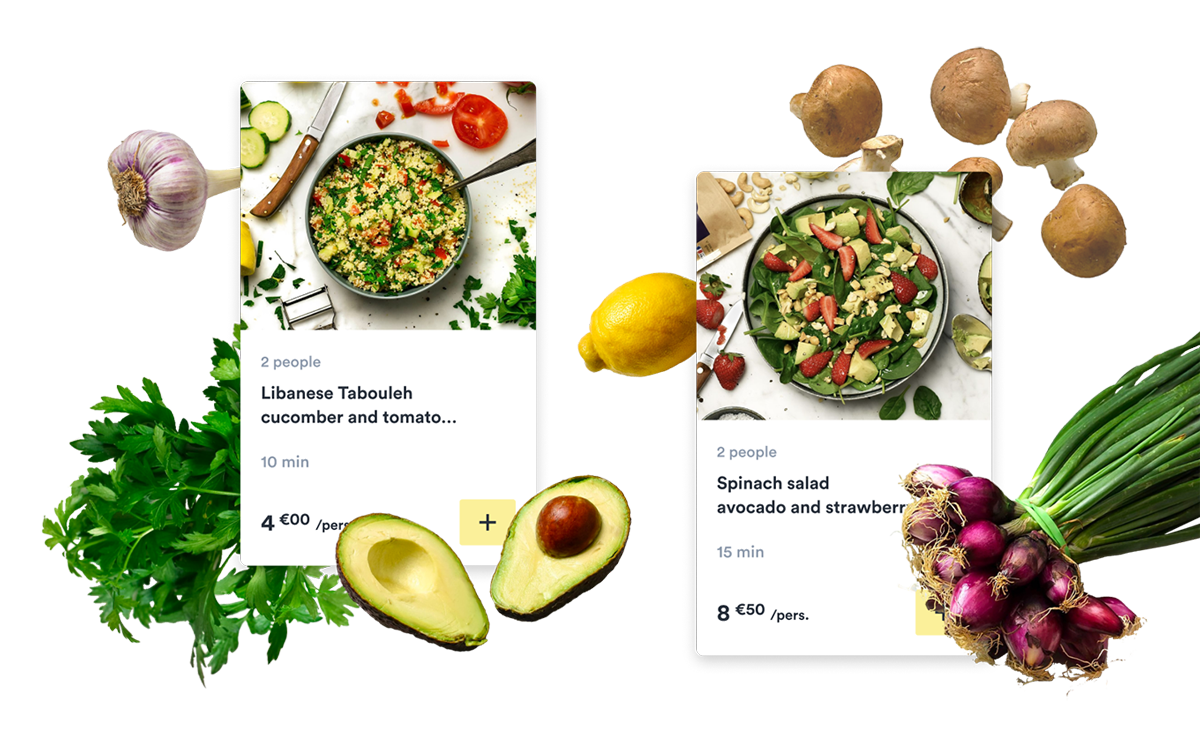 2 people
Libanese Tabouleh
cucomber and tomato...
10 min
4 €00 /pers
+
2 people
Spinach salad
avocado and strawberr
15 min
8 €50 /pers.
+